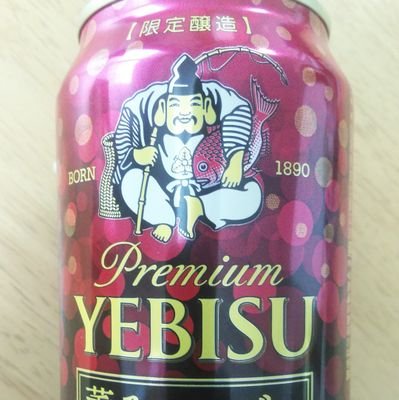 【限定醸造】
BORN 1890
Premium
YEBISU